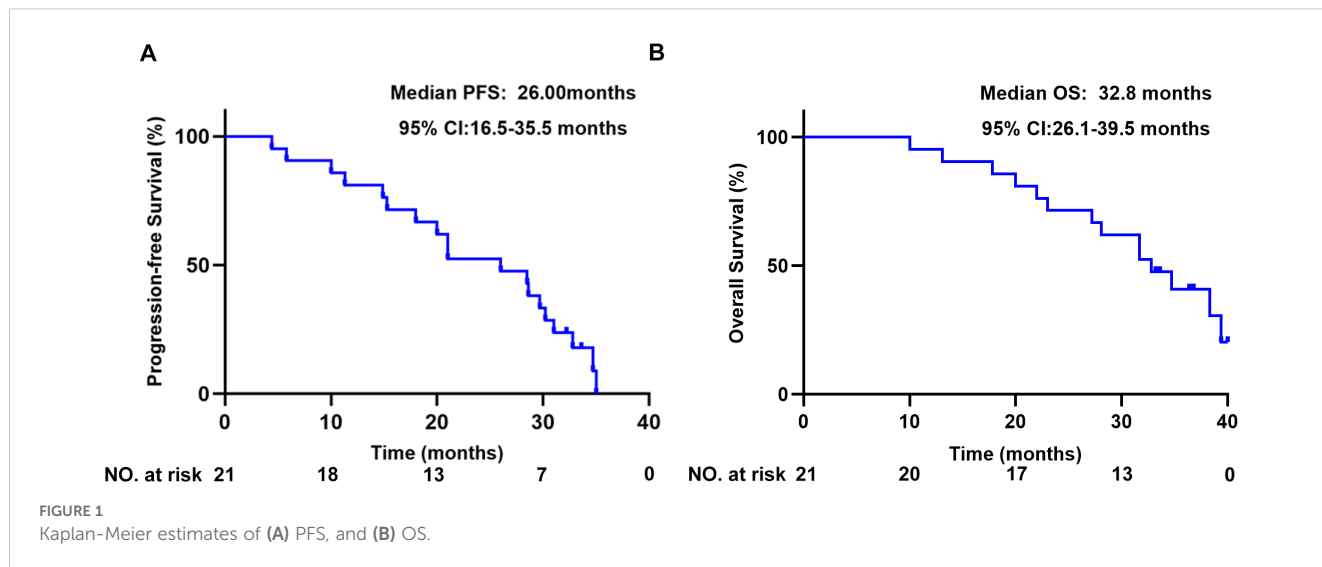 A
Median PFS: 26.00months
95% CI:16.5-35.5 months
Progression-free Survival (%)
100
50
0
0 10 20 30 40
Time (months)
NO. at risk 21 18 13 7 0
B
Median OS: 32.8 months
95% CI:26.1-39.5 months
Overall Survival (%)
100
50
0
0 10 20 30 40
Time (months)
NO. at risk 21 20 17 13 0
FIGURE 1
Kaplan-Meier estimates of (A) PFS, and (B) OS.